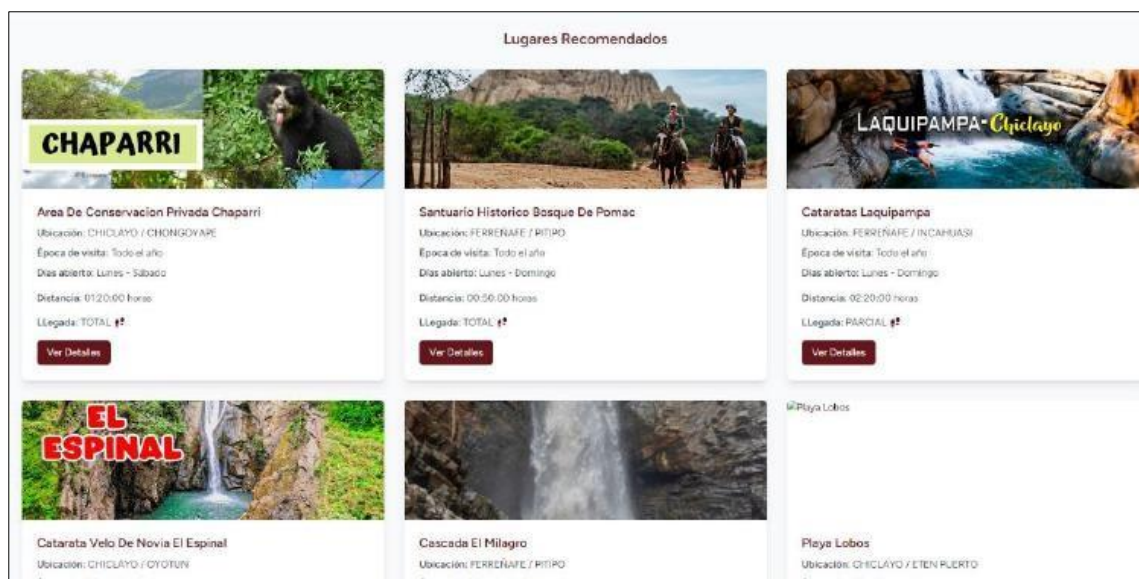 Lugares Recomendados
CHAPARRI
LAQUIPAMPA-Chiclayo
Area De Conservacion Privada Chaparri
Ubicación: CHICLAYO / CHONGOYAPE
Época de visita: Todo el año
Días abierto: Lunes - Sábado
Distancia: 01:20:00 horas
LLegada: TOTAL
Ver Detalles
Santuario Historico Bosque De Pomac
Ubicación: FERREÑAFE / PITIPO
Época de visita: Todo el año
Días abierto: Lunes - Domingo
Distancia: 00:50:00 horas
LLegada: TOTAL
Ver Detalles
Cataratas Laquipampa
Ubicación: FERREÑAFE / INCAHUASI
Época de visita: Todo el año
Días abierto: Lunes - Domingo
Distancia: 02:20:00 horas
LLegada: PARCIAL
Ver Detalles
EL
ESPINAL
Catarata Velo De Novia El Espinal
Ubicación: CHICLAYO / OYOTUN
Cascada El Milagro
Ubicación: FERREÑAFE / PITIPO
Playa Lobos
Playa Lobos
Ubicación: CHICLAYO / ETEN PUERTO